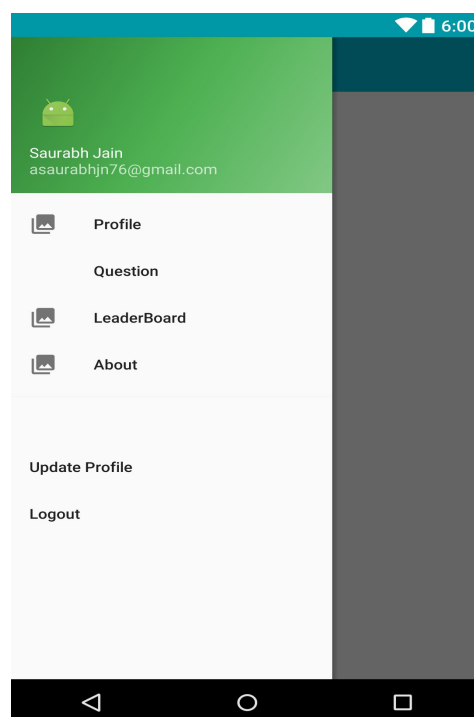 6:00
Saurabh Jain
asaurabhjn76@gmail.com
Profile
Question
LeaderBoard
About
Update Profile
Logout